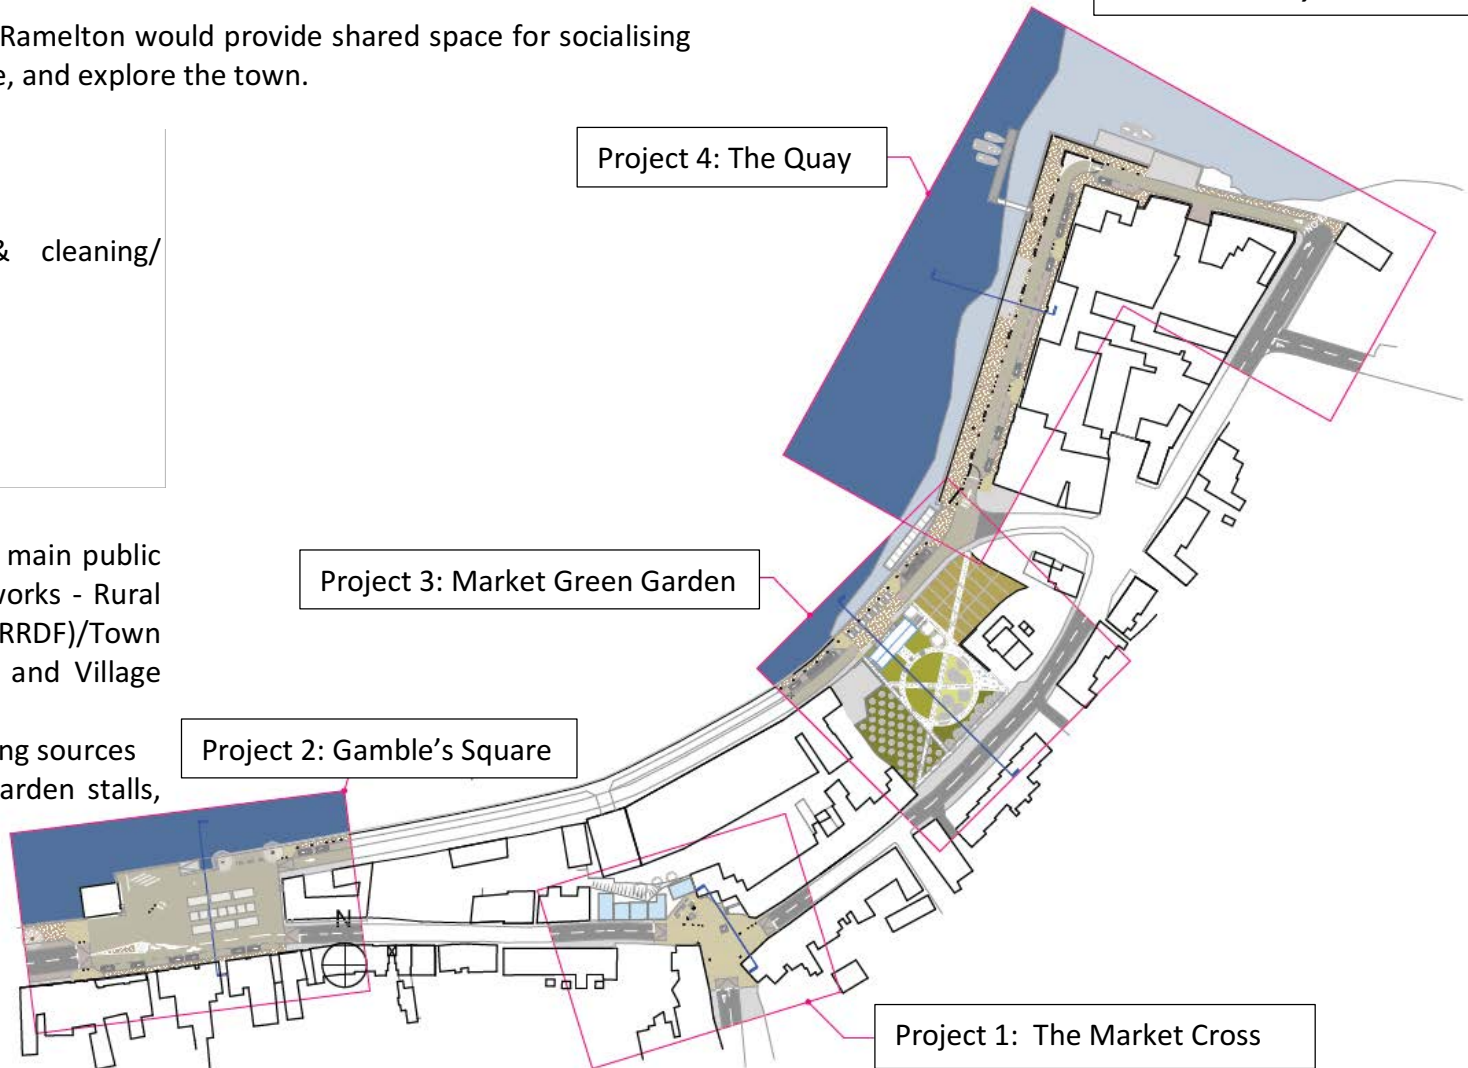 Ramelton would provide shared space for socialising
e, and explore the town.
& cleaning/
main public
works - Rural
RRDF)/Town
and Village
ng sources
arden stalls,
Project 4: The Quay
Project 3: Market Green Garden
Project 2: Gamble's Square
N
Project 1: The Market Cross